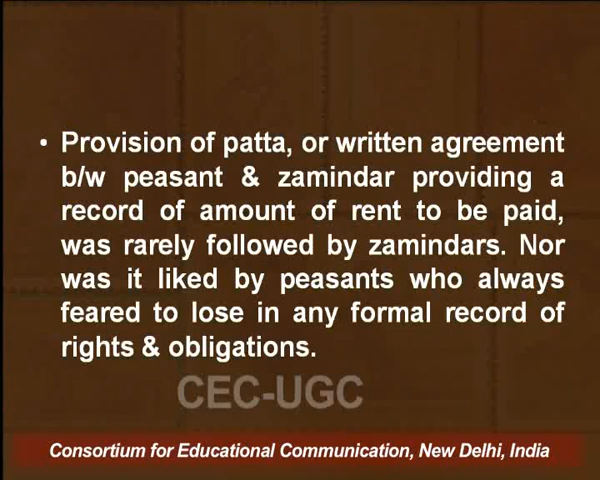 • Provision of patta, or written agreement
b/w peasant & zamindar providing a
record of amount of rent to be paid,
was rarely followed by zamindars. Nor
was it liked by peasants who always
feared to lose in any formal record of
rights & obligations.
CEC-UGC
Consortium for Educational Communication, New Delhi, India